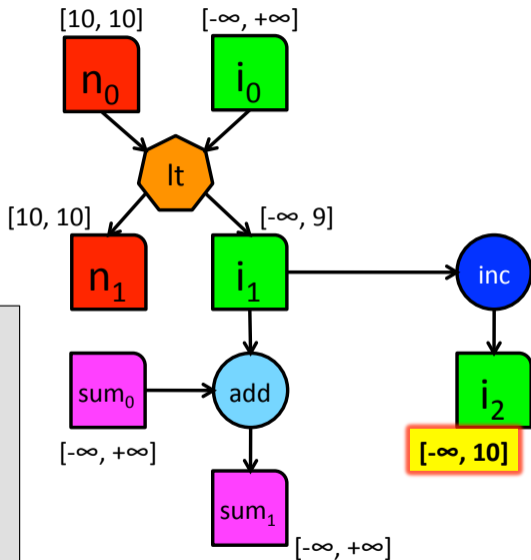 [10, 10] [-∞, +∞]
n₀ i₀
lt
[10, 10] [-∞, 9]
n₁ i₁ inc
sum₀ add i₂
[-∞, +∞] [-∞, 10]
sum₁
[-∞, +∞]